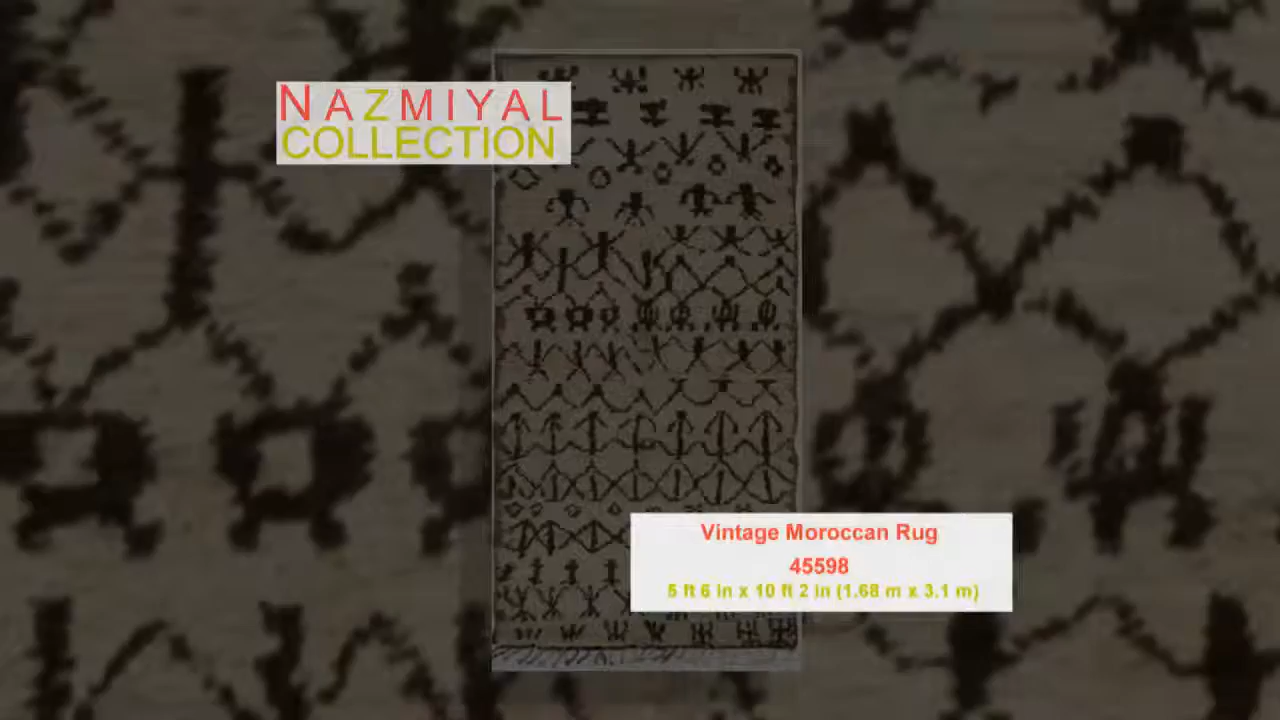 NAZMIYAL
COLLECTION
Vintage Moroccan Rug
45598
5 ft 6 in x 10 ft 2 in (1.68 m x 3.1 m)